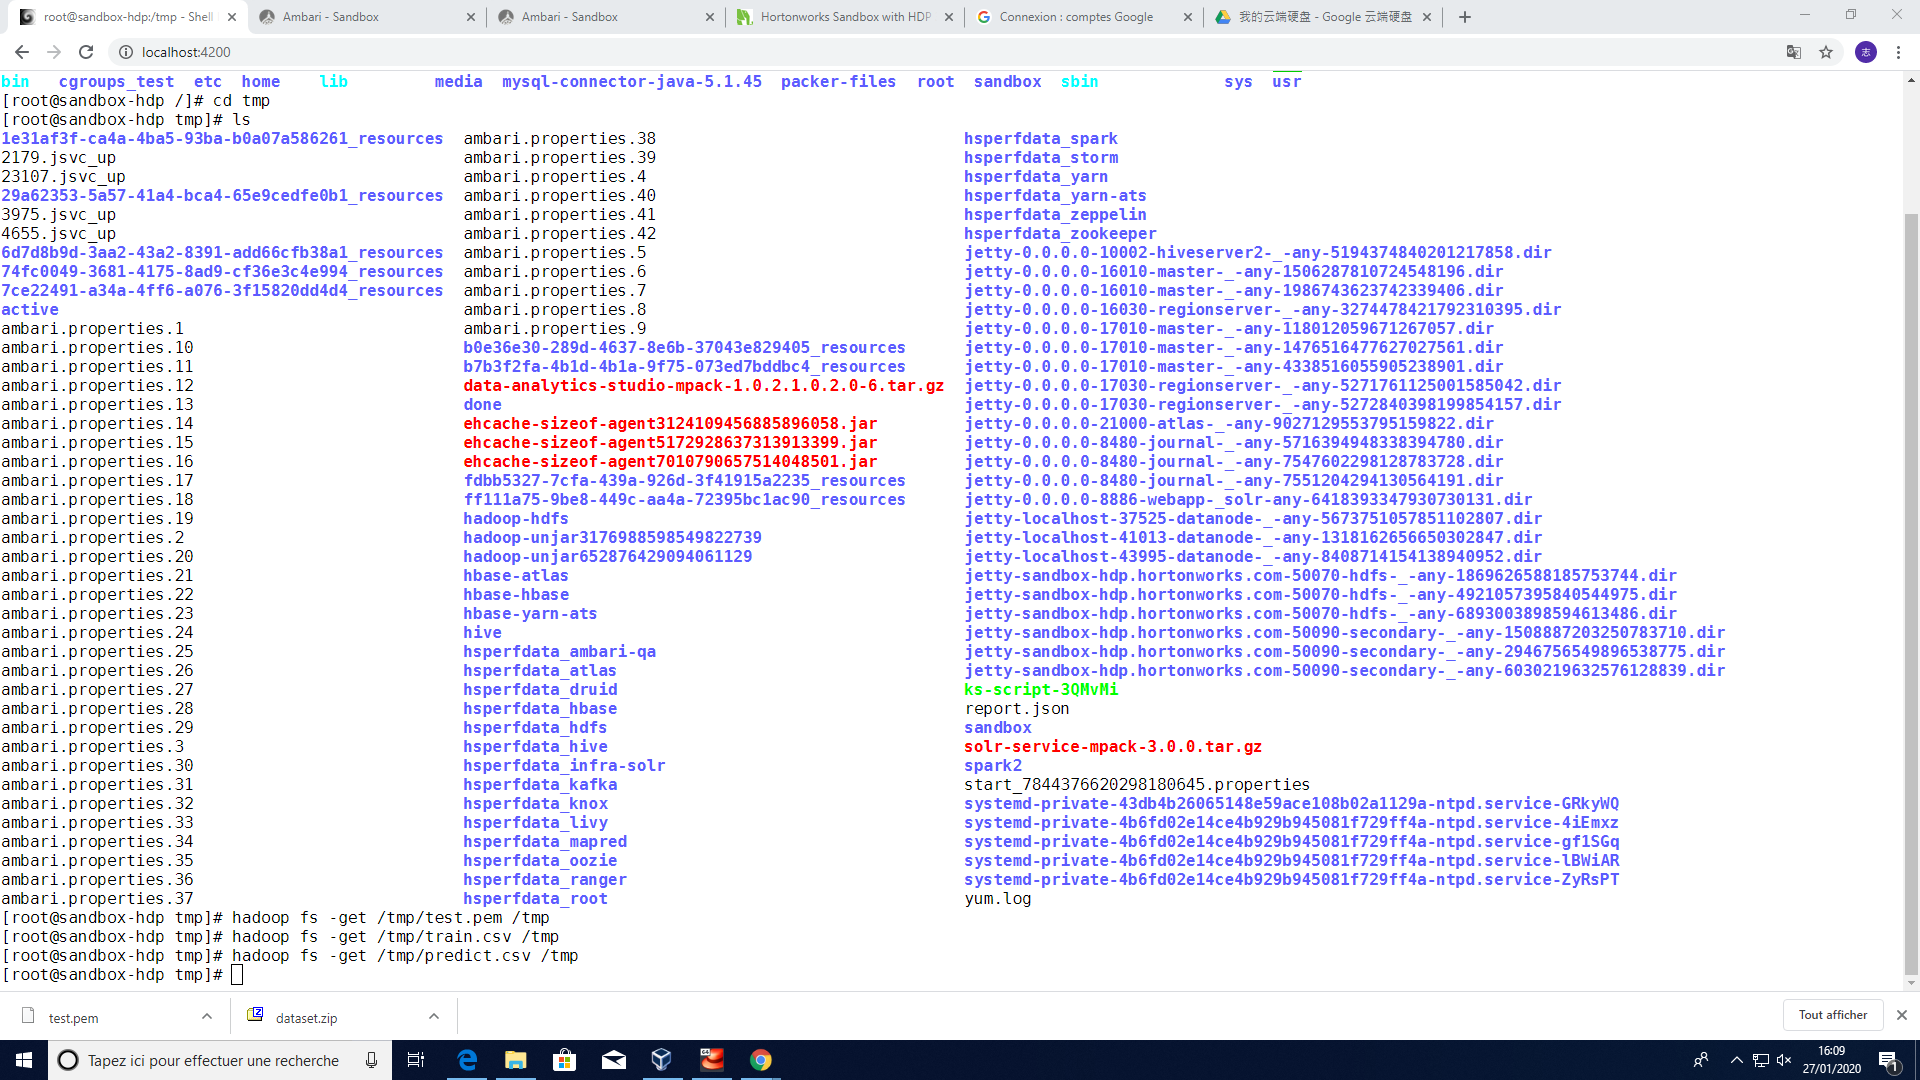 root@sandbox-hdp:/tmp - Shell
Ambari - Sandbox
Ambari - Sandbox
Hortonworks Sandbox with HDP
Connexion : comptes Google
我的云端硬盘 - Google 云端硬盘
localhost:4200
志
bin cgroups_test etc home lib media mysql-connector-java-5.1.45 packer-files root sandbox sbin sys usr
[root@sandbox-hdp /]# cd tmp
[root@sandbox-hdp tmp]# ls
1e31af3f-ca4a-4ba5-93ba-b0a07a586261_resources ambari.properties.38 hsperfdata_spark
2179.jsvc_up ambari.properties.39 hsperfdata_storm
23107.jsvc_up ambari.properties.4 hsperfdata_yarn
29a62353-5a57-41a4-bca4-65e9cedfe0b1_resources ambari.properties.40 hsperfdata_yarn-ats
3975.jsvc_up ambari.properties.41 hsperfdata_zeppelin
4655.jsvc_up ambari.properties.42 hsperfdata_zookeeper
6d7d8b9d-3aa2-43a2-8391-add66cfb38a1_resources ambari.properties.5 jetty-0.0.0.0-10002-hiveserver2-_-any-5194374840201217858.dir
74fc0049-3681-4175-8ad9-cf36e3c4e994_resources ambari.properties.6 jetty-0.0.0.0-16010-master-_-any-1506287810724548196.dir
7ce22491-a34a-4ff6-a076-3f15820dd4d4_resources ambari.properties.7 jetty-0.0.0.0-16010-master-_-any-1986743623742339406.dir
active ambari.properties.8 jetty-0.0.0.0-16030-regionserver-_-any-3274478421792310395.dir
ambari.properties.1 ambari.properties.9 jetty-0.0.0.0-17010-master-_-any-118012059671267057.dir
ambari.properties.10 b0e36e30-289d-4637-8e6b-37043e829405_resources jetty-0.0.0.0-17010-master-_-any-1476516477627027561.dir
ambari.properties.11 b7b3f2fa-4b1d-4b1a-9f75-073ed7bddbc4_resources jetty-0.0.0.0-17010-master-_-any-4338516055905238901.dir
ambari.properties.12 data-analytics-studio-mpack-1.0.2.1.0.2.0-6.tar.gz jetty-0.0.0.0-17030-regionserver-_-any-5271761125001585042.dir
ambari.properties.13 done jetty-0.0.0.0-17030-regionserver-_-any-5272840398199854157.dir
ambari.properties.14 ehcache-sizeof-agent3124109456885896058.jar jetty-0.0.0.0-21000-atlas-_-any-9027129553795159822.dir
ambari.properties.15 ehcache-sizeof-agent5172928637313913399.jar jetty-0.0.0.0-8480-journal-_-any-5716394948338394780.dir
ambari.properties.16 ehcache-sizeof-agent7010790657514048501.jar jetty-0.0.0.0-8480-journal-_-any-7547602298128783728.dir
ambari.properties.17 fdbb5327-7cfa-439a-926d-3f41915a2235_resources jetty-0.0.0.0-8480-journal-_-any-7551204294130564191.dir
ambari.properties.18 ff111a75-9be8-449c-aa4a-72395bc1ac90_resources jetty-0.0.0.0-8886-webapp-_solr-any-6418393347930730131.dir
ambari.properties.19 hadoop-hdfs jetty-localhost-37525-datanode-_-any-5673751057851102807.dir
ambari.properties.2 hadoop-unjar3176988598549822739 jetty-localhost-41013-datanode-_-any-1318162656650302847.dir
ambari.properties.20 hadoop-unjar652876429094061129 jetty-localhost-43995-datanode-_-any-8408714154138940952.dir
ambari.properties.21 hbase-atlas jetty-sandbox-hdp.hortonworks.com-50070-hdfs-_-any-1869626588185753744.dir
ambari.properties.22 hbase-hbase jetty-sandbox-hdp.hortonworks.com-50070-hdfs-_-any-4921057395840544975.dir
ambari.properties.23 hbase-yarn-ats jetty-sandbox-hdp.hortonworks.com-50070-hdfs-_-any-6893003898594613486.dir
ambari.properties.24 hive jetty-sandbox-hdp.hortonworks.com-50090-secondary-_-any-1508887203250783710.dir
ambari.properties.25 hsperfdata_ambari-qa jetty-sandbox-hdp.hortonworks.com-50090-secondary-_-any-2946756549896538775.dir
ambari.properties.26 hsperfdata_atlas jetty-sandbox-hdp.hortonworks.com-50090-secondary-_-any-6030219632576128839.dir
ambari.properties.27 hsperfdata_druid ks-script-3QMvMi
ambari.properties.28 hsperfdata_hbase report.json
ambari.properties.29 hsperfdata_hdfs sandbox
ambari.properties.3 hsperfdata_hive solr-service-mpack-3.0.0.tar.gz
ambari.properties.30 hsperfdata_infra-solr spark2
ambari.properties.31 hsperfdata_kafka start_7844376620298180645.properties
ambari.properties.32 hsperfdata_knox systemd-private-43db4b26065148e59ace108b02a1129a-ntpd.service-GRkyWQ
ambari.properties.33 hsperfdata_livy systemd-private-4b6fd02e14ce4b929b945081f729ff4a-ntpd.service-4iEmxz
ambari.properties.34 hsperfdata_mapred systemd-private-4b6fd02e14ce4b929b945081f729ff4a-ntpd.service-gf1SGq
ambari.properties.35 hsperfdata_oozie systemd-private-4b6fd02e14ce4b929b945081f729ff4a-ntpd.service-lBWiAR
ambari.properties.36 hsperfdata_ranger systemd-private-4b6fd02e14ce4b929b945081f729ff4a-ntpd.service-ZyRsPT
ambari.properties.37 hsperfdata_root yum.log
[root@sandbox-hdp tmp]# hadoop fs -get /tmp/test.pem /tmp
[root@sandbox-hdp tmp]# hadoop fs -get /tmp/train.csv /tmp
[root@sandbox-hdp tmp]# hadoop fs -get /tmp/predict.csv /tmp
[root@sandbox-hdp tmp]#
test.pem
dataset.zip
Tout afficher
Tapez ici pour effectuer une recherche
16:09
27/01/2020
1